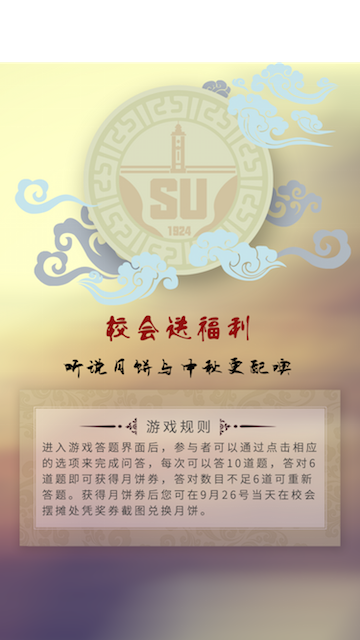 SU
1924
校会送福利
听说月饼与中秋更配噢
游戏规则
进入游戏答题界面后，参与者可以通过点击相应
的选项来完成问答，每次可以答10道题，答对6
道题即可获得月饼券，答对数目不足6道可重新
答题。获得月饼券后您可在9月26号当天在校会
摆摊处凭奖券截图兑换月饼。